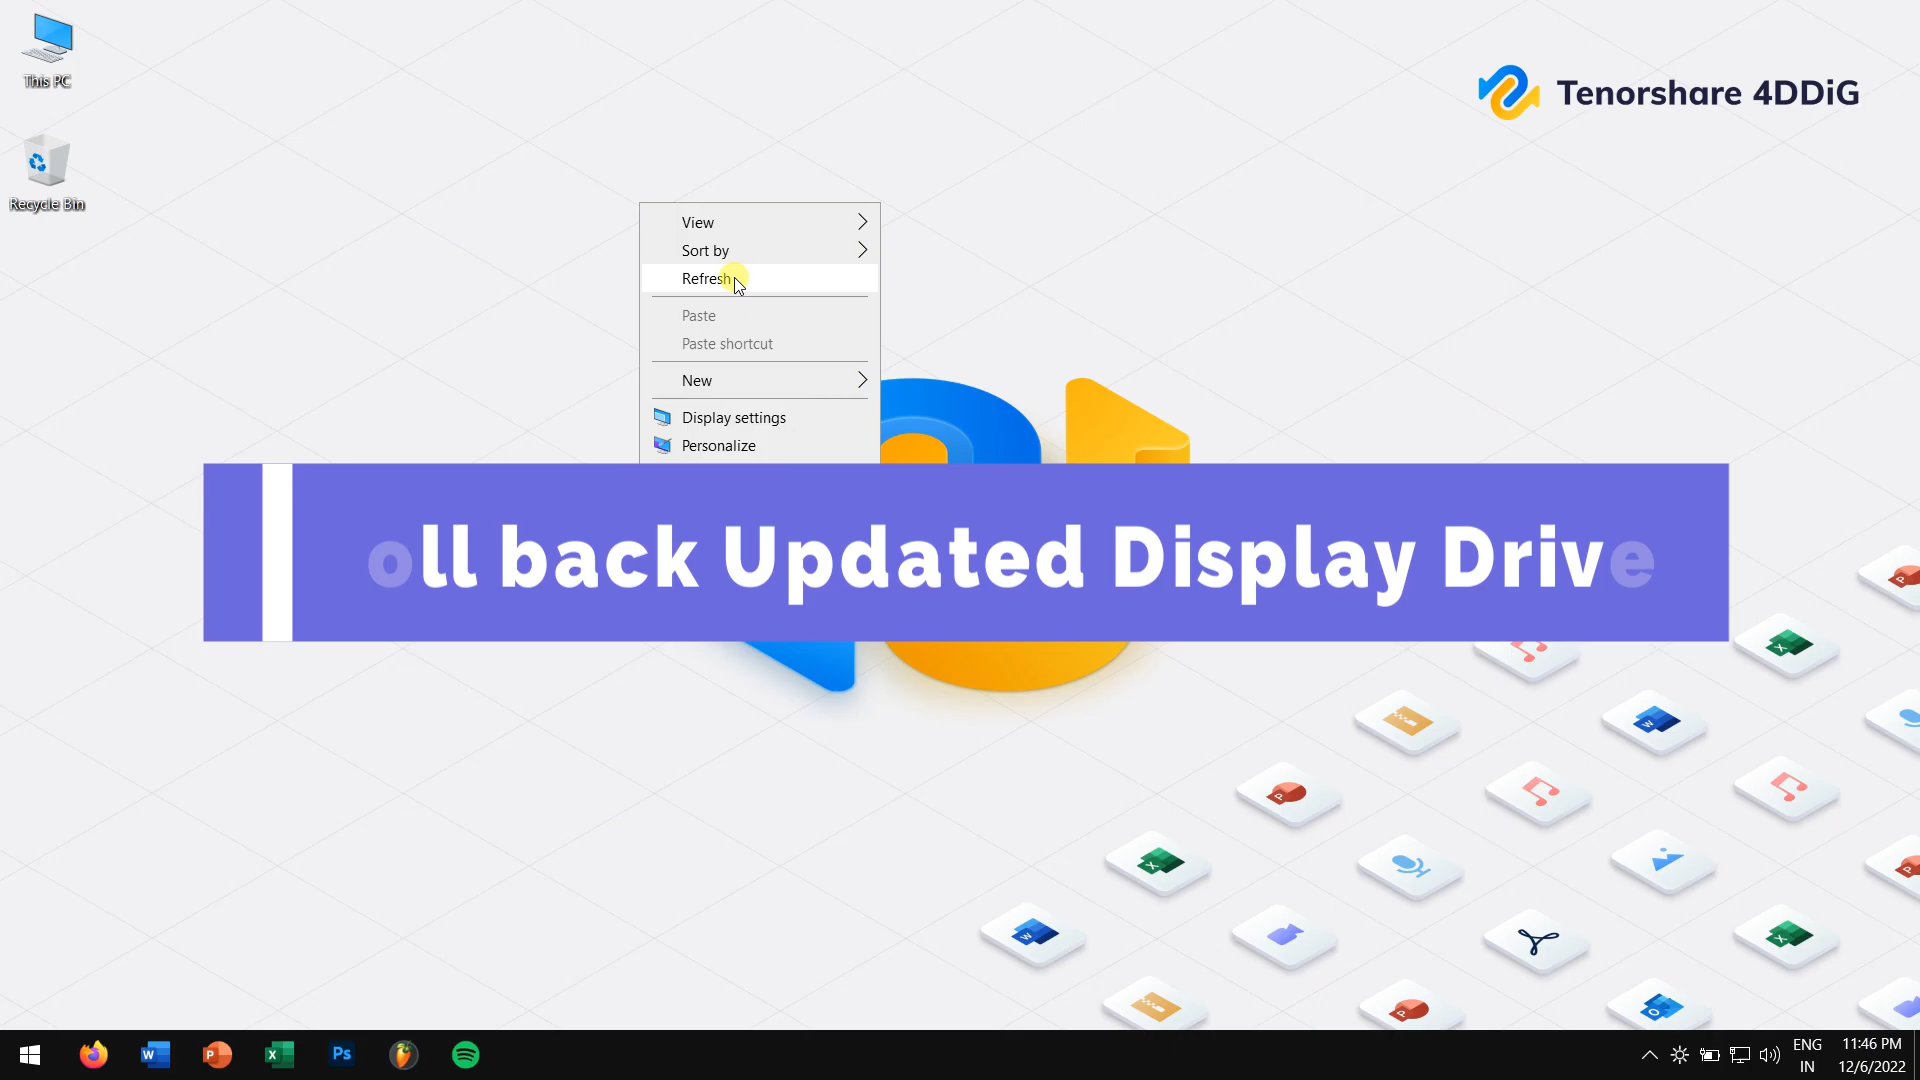 This PC
Recycle Bin
Tenorshare 4DDiG
View
Sort by
Refresh
Paste
Paste shortcut
New
Display settings
Personalize
oll back Updated Display Drive
Ps
ENG
IN
11:46 PM
12/6/2022